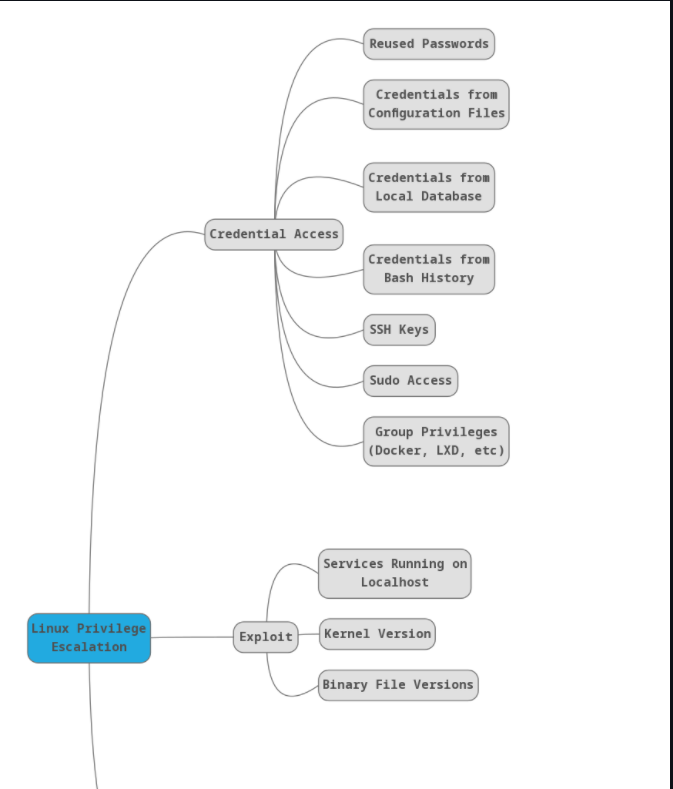 Reused Passwords
Credentials from
Configuration Files
Credentials from
Local Database
Credential Access
Credentials from
Bash History
SSH Keys
Sudo Access
Group Privileges
(Docker, LXD, etc)
Services Running on
Localhost
Linux Privilege
Escalation
Exploit
Kernel Version
Binary File Versions